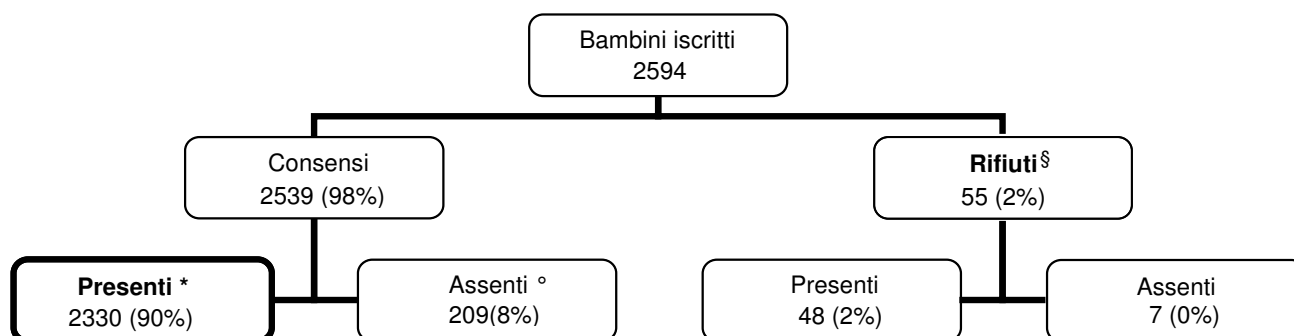 Bambini iscritti
2594
Consensi
2539 (98%)
Rifiuti§
55 (2%)
Presenti *
2330 (90%)
Assenti °
209(8%)
Presenti
48 (2%)
Assenti
7 (0%)